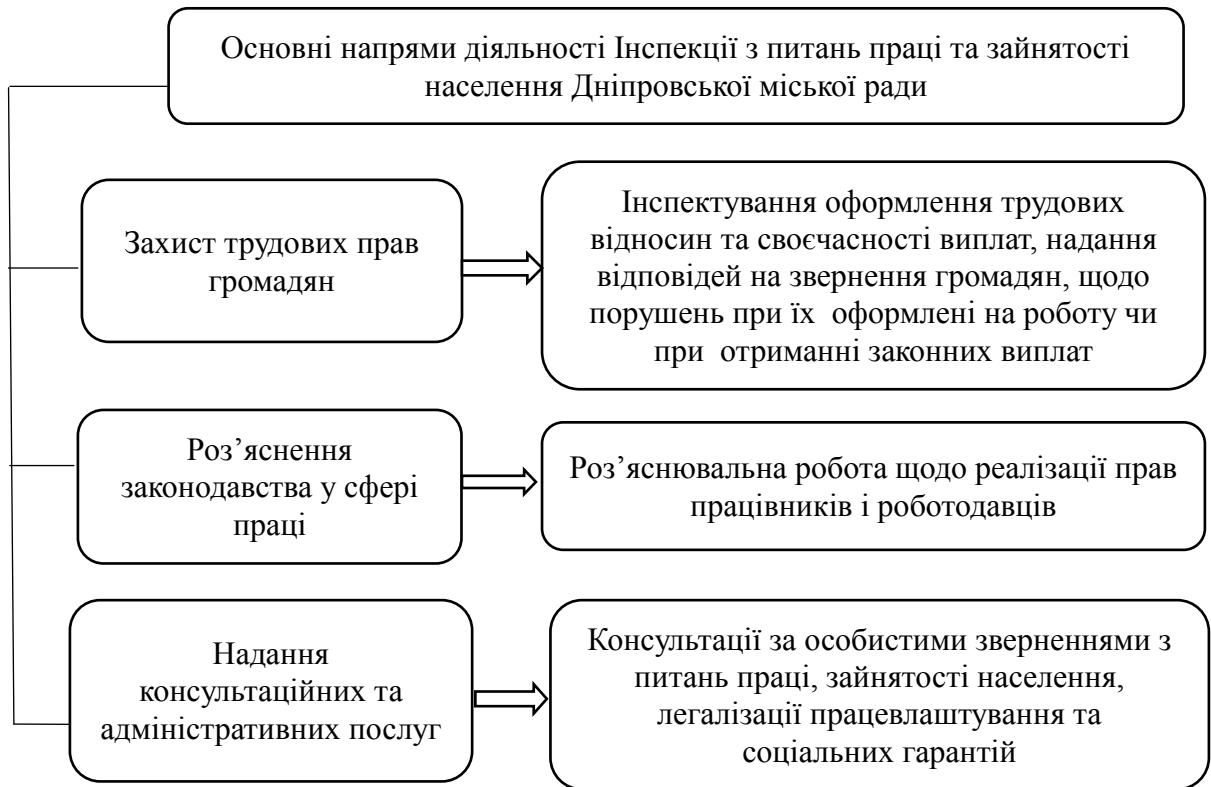 Основні напрями діяльності Інспекції з питань праці та зайнятості
населення Дніпровської міської ради
Захист трудових прав
громадян
Інспектування оформлення трудових
відносин та своєчасності виплат, надання
відповідей на звернення громадян, щодо
порушень при їх оформлені на роботу чи
при отриманні законних виплат
Роз’яснення
законодавства у сфері
праці
Роз’яснювальна робота щодо реалізації прав
працівників і роботодавців
Надання
консультаційних та
адміністративних послуг
Консультації за особистими зверненнями з
питань праці, зайнятості населення,
легалізації працевлаштування та
соціальних гарантій